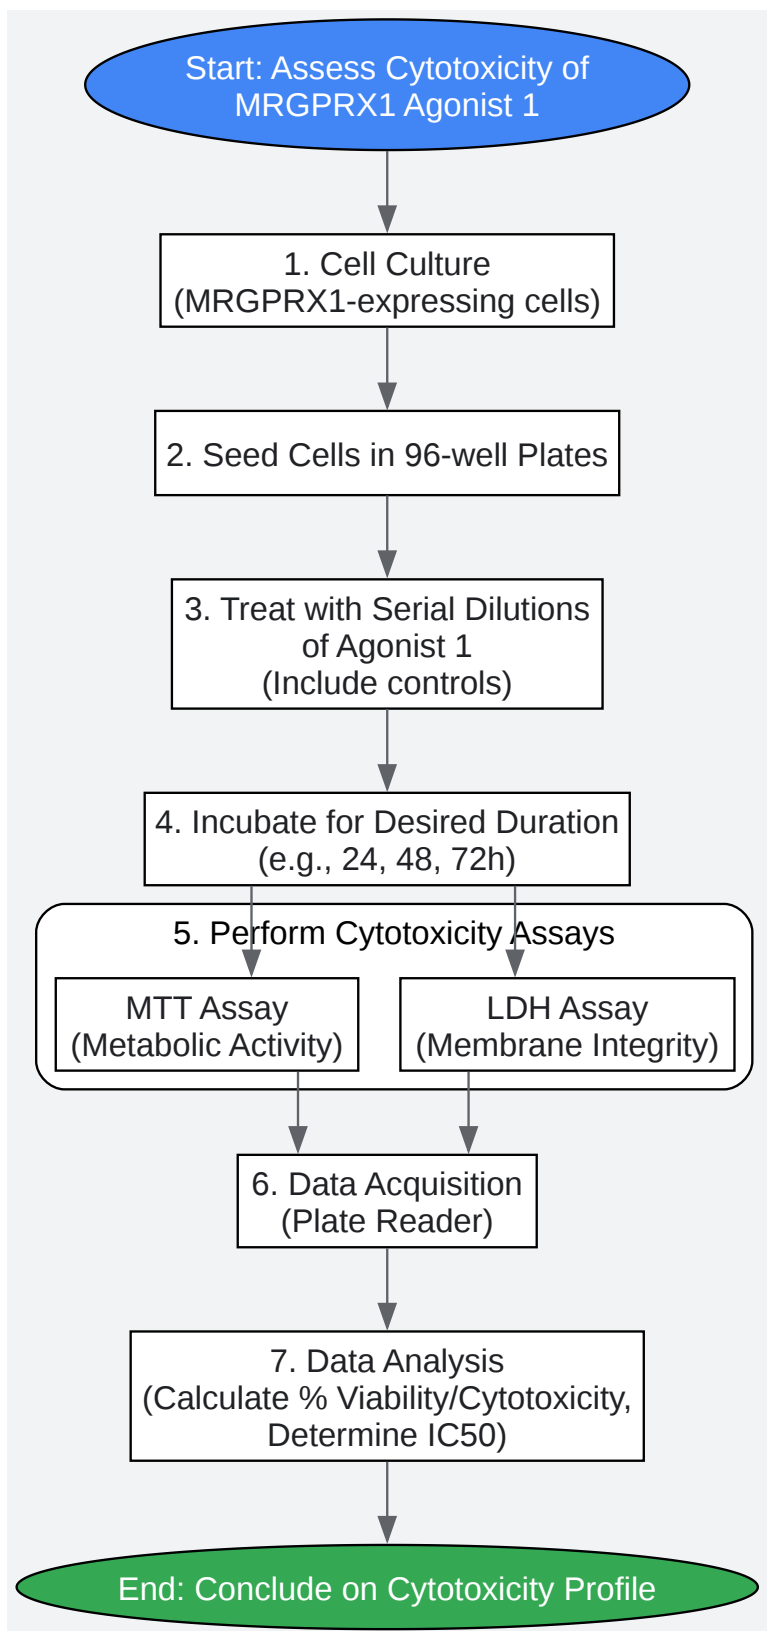 Start: Assess Cytotoxicity of
MRGPRX1 Agonist 1
1. Cell Culture
(MRGPRX1-expressing cells)
2. Seed Cells in 96-well Plates
3. Treat with Serial Dilutions
of Agonist 1
(Include controls)
4. Incubate for Desired Duration
(e.g., 24, 48, 72h)
5. Perform Cytotoxicity Assays
MTT Assay
(Metabolic Activity)
LDH Assay
(Membrane Integrity)
6. Data Acquisition
(Plate Reader)
7. Data Analysis
(Calculate % Viability/Cytotoxicity,
Determine IC50)
End: Conclude on Cytotoxicity Profile